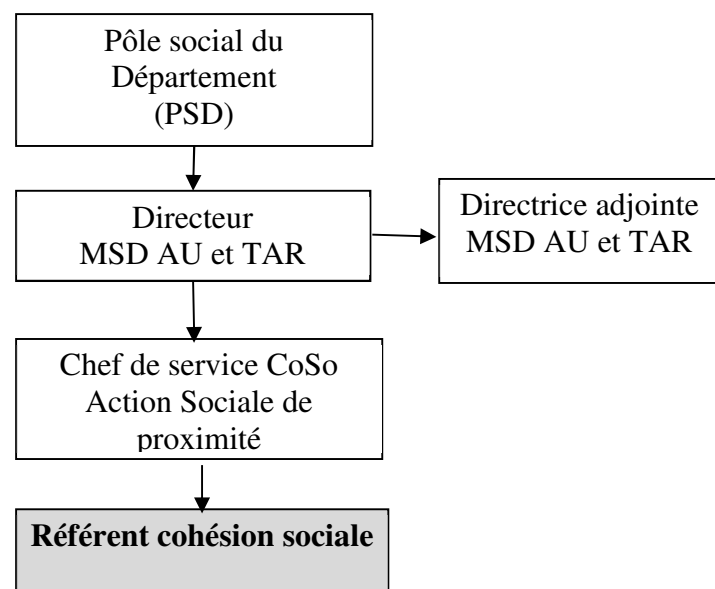 Pôle social du
Département
(PSD)
Directeur
MSD AU et TAR
Directrice adjointe
MSD AU et TAR
Chef de service CoSo
Action Sociale de
proximité
Référent cohésion sociale